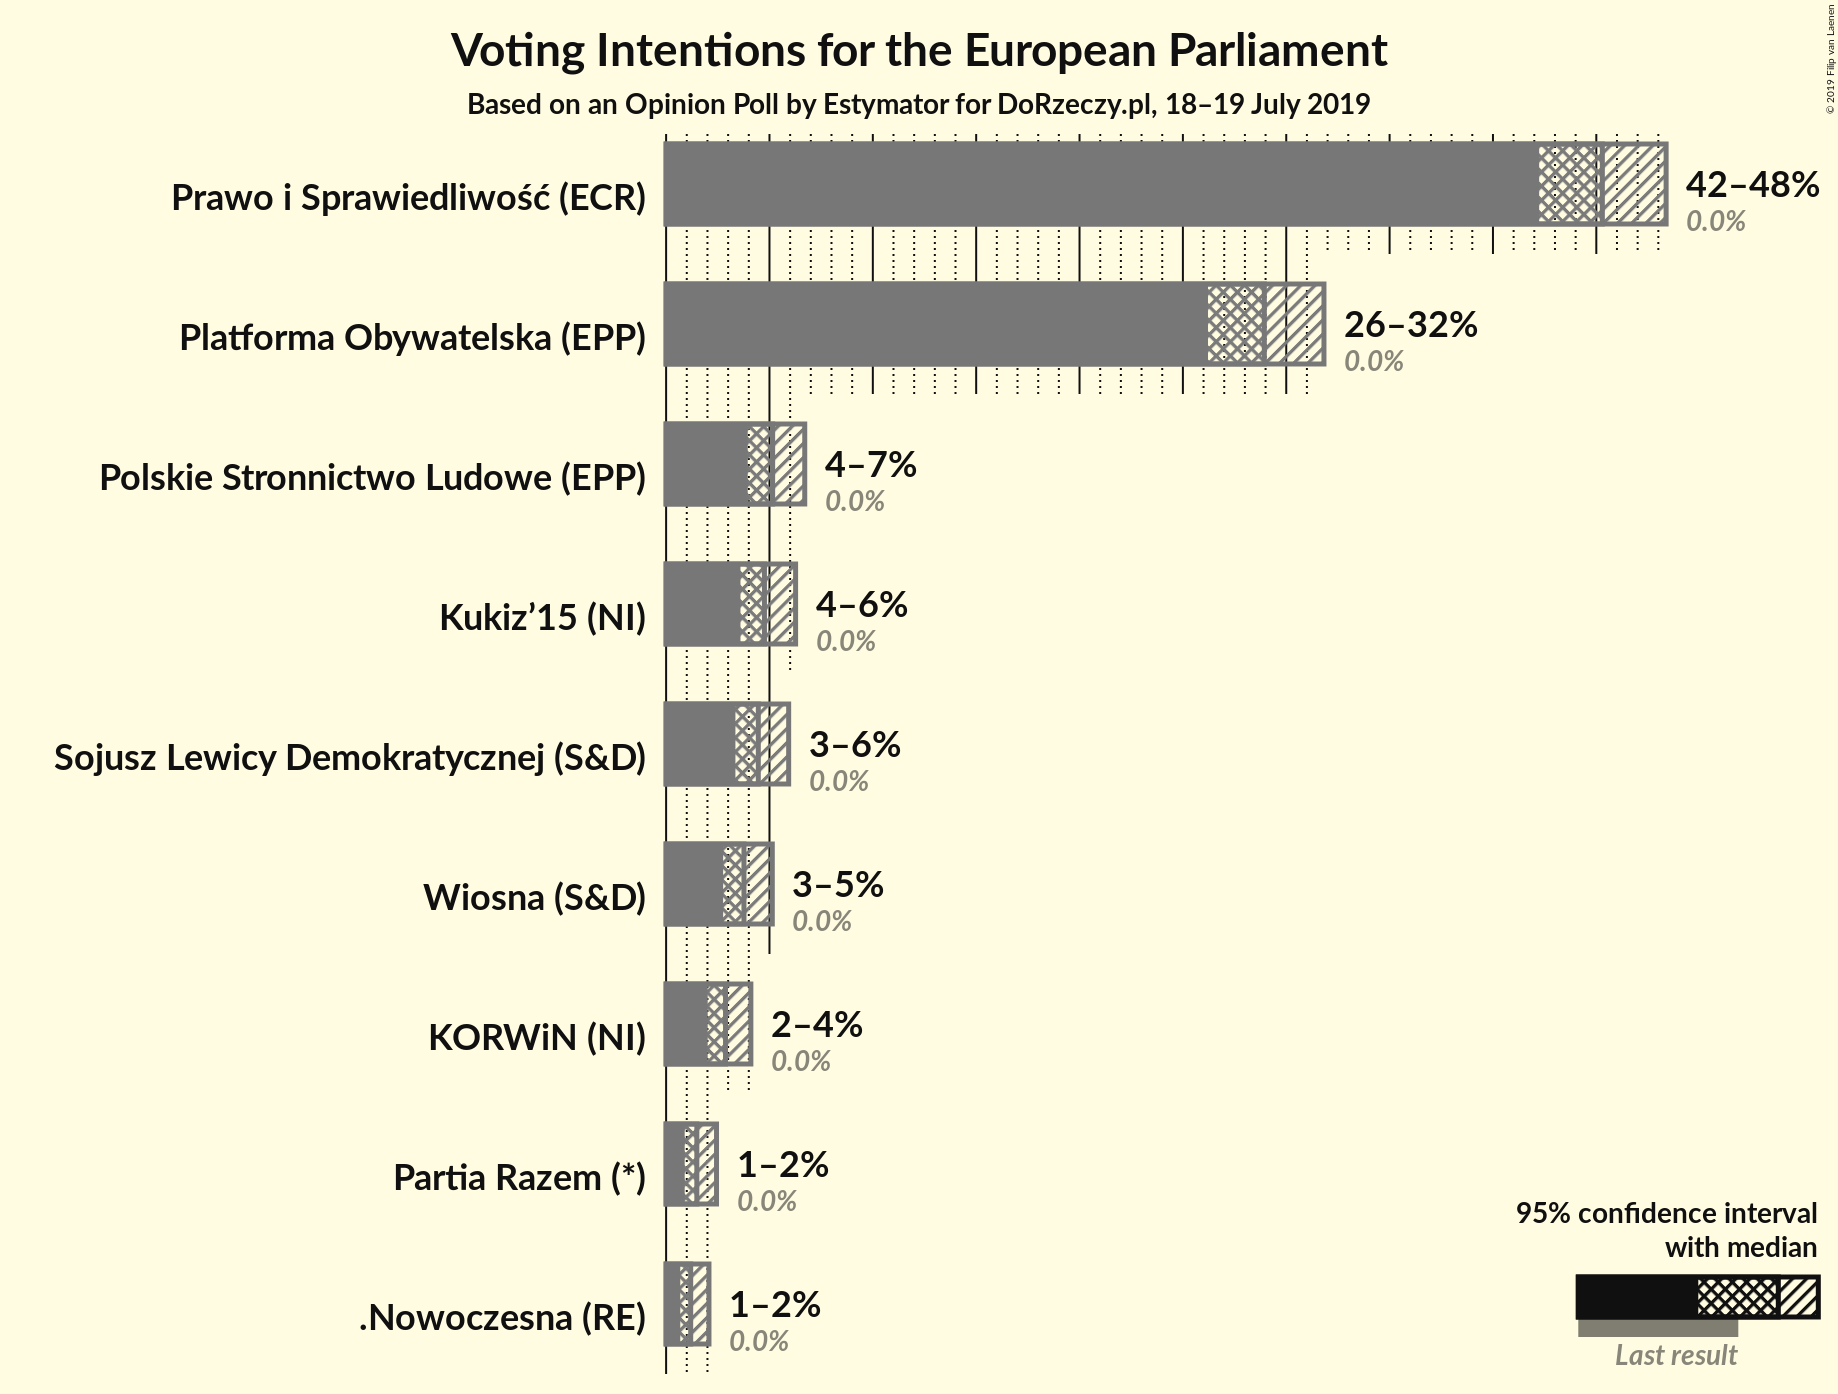 Voting Intentions for the European Parliament
Based on an Opinion Poll by Estymator for DoRzeczy.pl, 18–19 July 2019
© 2019 Filip van Laenen
Prawo i Sprawiedliwość (ECR)
42–48%
0.0%
Platforma Obywatelska (EPP)
26–32%
0.0%
Polskie Stronnictwo Ludowe (EPP)
4–7%
0.0%
Kukiz’15 (NI)
4–6%
0.0%
Sojusz Lewicy Demokratycznej (S&D)
3–6%
0.0%
Wiosna (S&D)
3–5%
0.0%
KORWiN (NI)
2–4%
0.0%
Partia Razem (*)
1–2%
0.0%
.Nowoczesna (RE)
1–2%
0.0%
95% confidence interval
with median
Last result